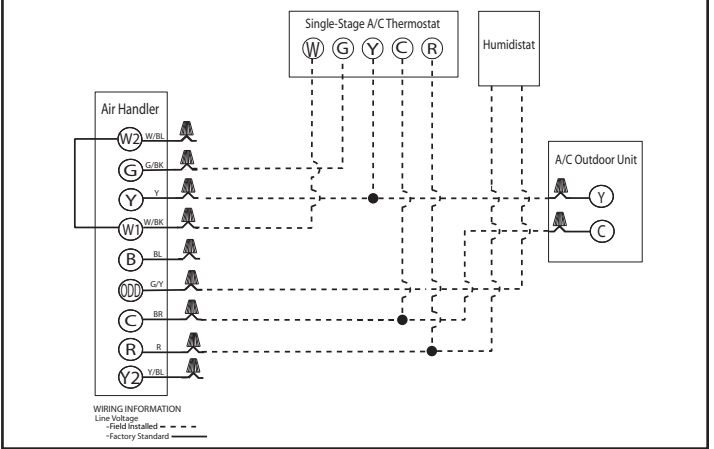 Single-Stage A/C Thermostat
W G Y C R
Humidistat
Air Handler
W2 W/BL
G G/BK
Y Y
W1 W/BK
B BL
ODD G/Y
C BR
R R
Y2 Y/BL
A/C Outdoor Unit
Y
C
WIRING INFORMATION
Line Voltage
-Field Installed
-Factory Standard